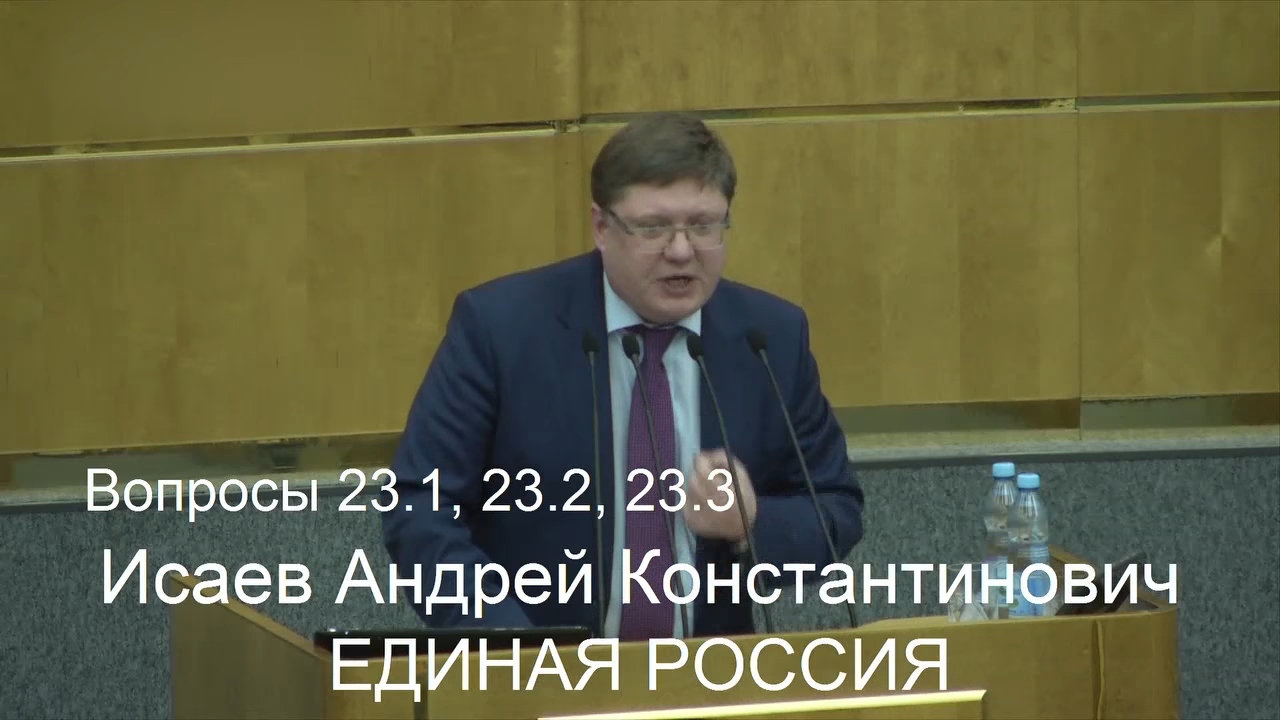 Вопросы 23.1, 23.2, 23.3
Исаев Андрей Константинович
ЕДИНАЯ РОССИЯ